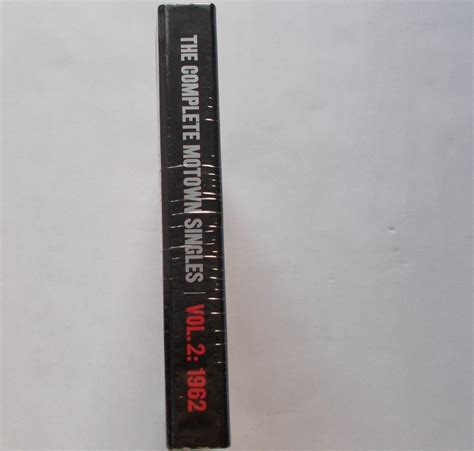 THE COMPLETE MOTOWN SINGLES | VOL. 2: 1962